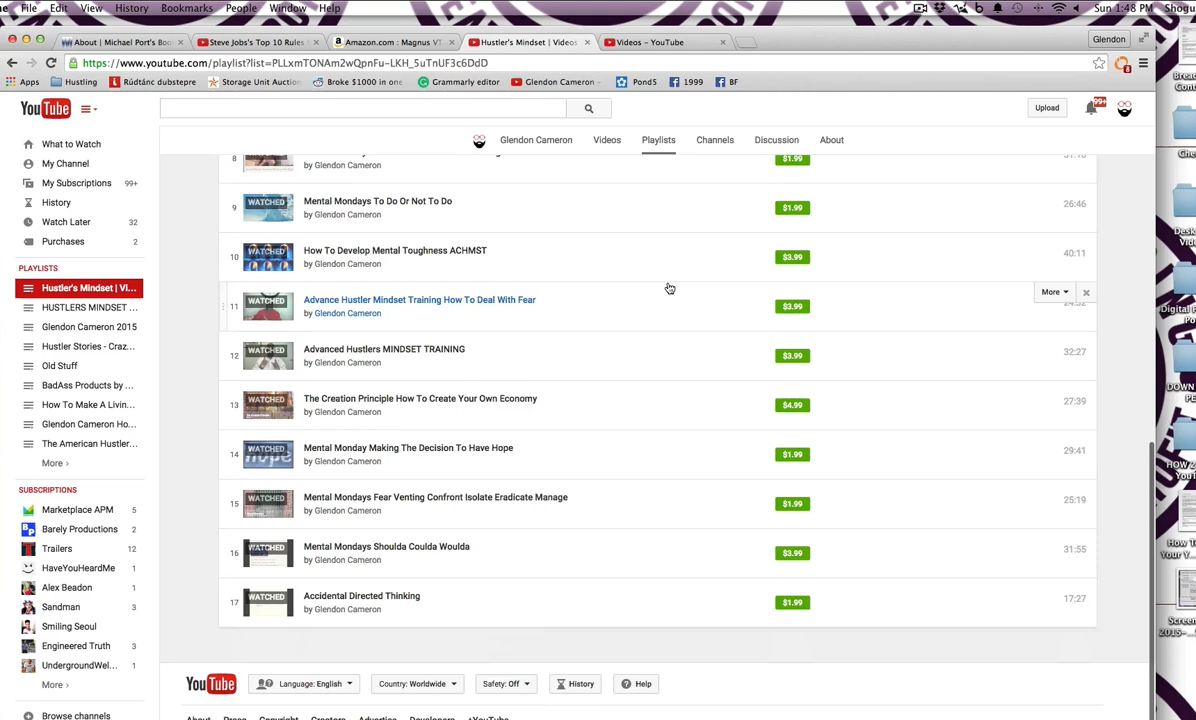 File Edit View History Bookmarks People Window Help Sun 1:48 PM Shogu
About | Michael Port's Boo × Steve Jobs's Top 10 Rules × Amazon.com : Magnus VT × Hustler's Mindset | Videos × Videos - YouTube × Glendon
https://www.youtube.com/playlist?list=PLLxmTONAm2wQpnFu-LKH_5uTnUF3c6DdD
Apps Hustling Rúdtánc dubstepre Storage Unit Auction Broke $1000 in one Grammarly editor Glendon Cameron - Pond5 1999 BF
YouTube Upload 99+
Glendon Cameron Videos Playlists Channels Discussion About
What to Watch
My Channel
My Subscriptions 99+
History
Watch Later 32
Purchases 2
PLAYLISTS
Hustler's Mindset | Vi...
HUSTLERS MINDSET ...
Glendon Cameron 2015
Hustler Stories - Craz...
Old Stuff
BadAss Products by ...
How To Make A Livin...
Glendon Cameron Ho...
The American Hustler...
More ›
SUBSCRIPTIONS
Marketplace APM 5
Barely Productions 2
Trailers 12
HaveYouHeardMe 1
Alex Beadon 1
Sandman 3
Smiling Seoul
Engineered Truth 3
UndergroundWel... 1
More ›
Browse channels
8 by Glendon Cameron $1.99
9 WATCHED Mental Mondays To Do Or Not To Do $1.99 26:46
by Glendon Cameron
10 WATCHED How To Develop Mental Toughness ACHMST $3.99 40:11
by Glendon Cameron
11 WATCHED Advance Hustler Mindset Training How To Deal With Fear $3.99 More
by Glendon Cameron
12 WATCHED Advanced Hustlers MINDSET TRAINING $3.99 32:27
by Glendon Cameron
13 WATCHED The Creation Principle How To Create Your Own Economy $4.99 27:39
by Glendon Cameron
14 WATCHED Mental Monday Making The Decision To Have Hope $1.99 29:41
by Glendon Cameron
15 WATCHED Mental Mondays Fear Venting Confront Isolate Eradicate Manage $1.99 25:19
by Glendon Cameron
16 WATCHED Mental Mondays Shoulda Coulda Woulda $3.99 31:55
by Glendon Cameron
17 WATCHED Accidental Directed Thinking $1.99 17:27
by Glendon Cameron
YouTube Language: English Country: Worldwide Safety: Off History Help
About Press Copyright Creators Advertise Developers +YouTube